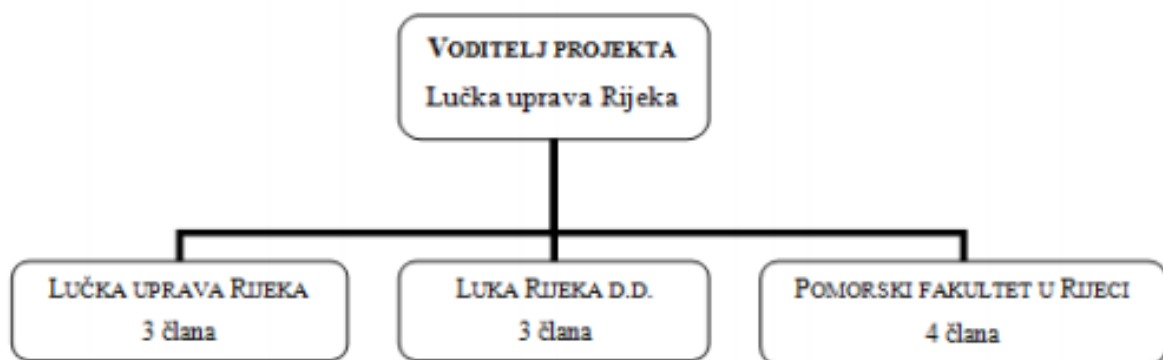 VODITELJ PROJEKTA
Lučka uprava Rijeka
LUČKA UPRAVA RIJEKA
3 člana
LUKA RIJEKA D.D.
3 člana
POMORSKI FAKULTET U RIJECI
4 člana